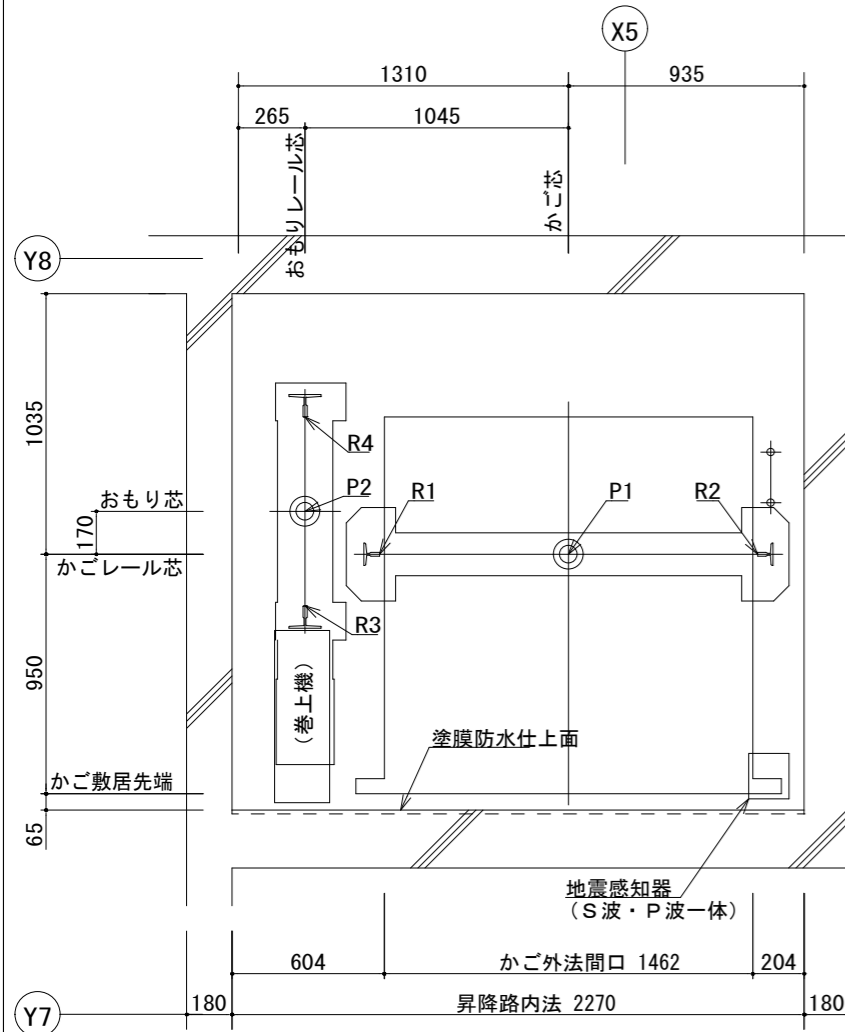 X5
1310
935
265
1045
おもりレール芯
かご芯
Y8
1035
R4
P2
R1
P1
R2
おもり芯
170
かごレール芯
R3
950
(巻上機)
塗膜防水仕上面
かご敷居先端
65
地震感知器
(S波・P波一体)
604
かご外法間口 1462
204
180
昇降路内法 2270
180
Y7